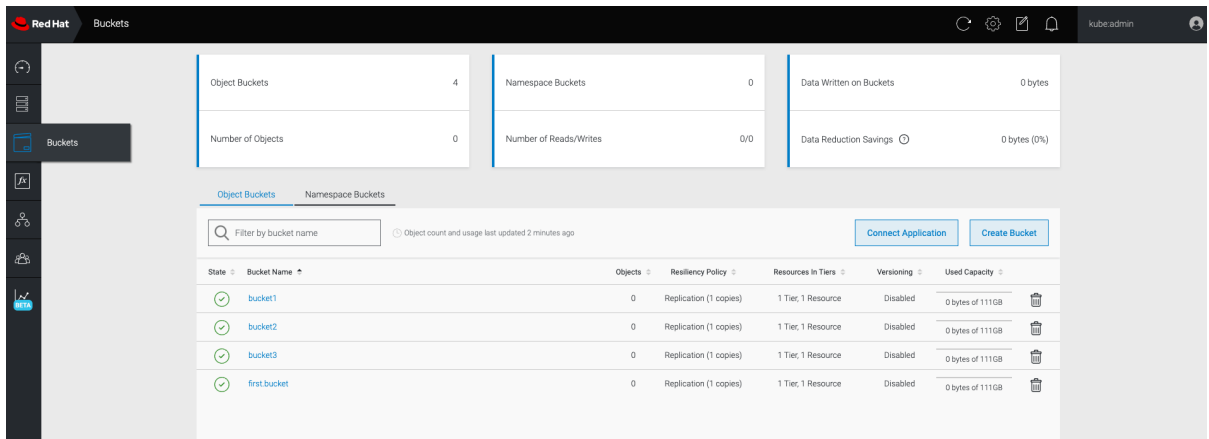 Red Hat Buckets kube:admin
Object Buckets 4 Namespace Buckets 0 Data Written on Buckets 0 bytes
Buckets
Number of Objects 0 Number of Reads/Writes 0/0 Data Reduction Savings ? 0 bytes (0%)
fx
Object Buckets Namespace Buckets
Filter by bucket name Object count and usage last updated 2 minutes ago Connect Application Create Bucket
State Bucket Name Objects Resiliency Policy Resources In Tiers Versioning Used Capacity
bucket1 0 Replication (1 copies) 1 Tier, 1 Resource Disabled 0 bytes of 111GB
BETA
bucket2 0 Replication (1 copies) 1 Tier, 1 Resource Disabled 0 bytes of 111GB
bucket3 0 Replication (1 copies) 1 Tier, 1 Resource Disabled 0 bytes of 111GB
first.bucket 0 Replication (1 copies) 1 Tier, 1 Resource Disabled 0 bytes of 111GB